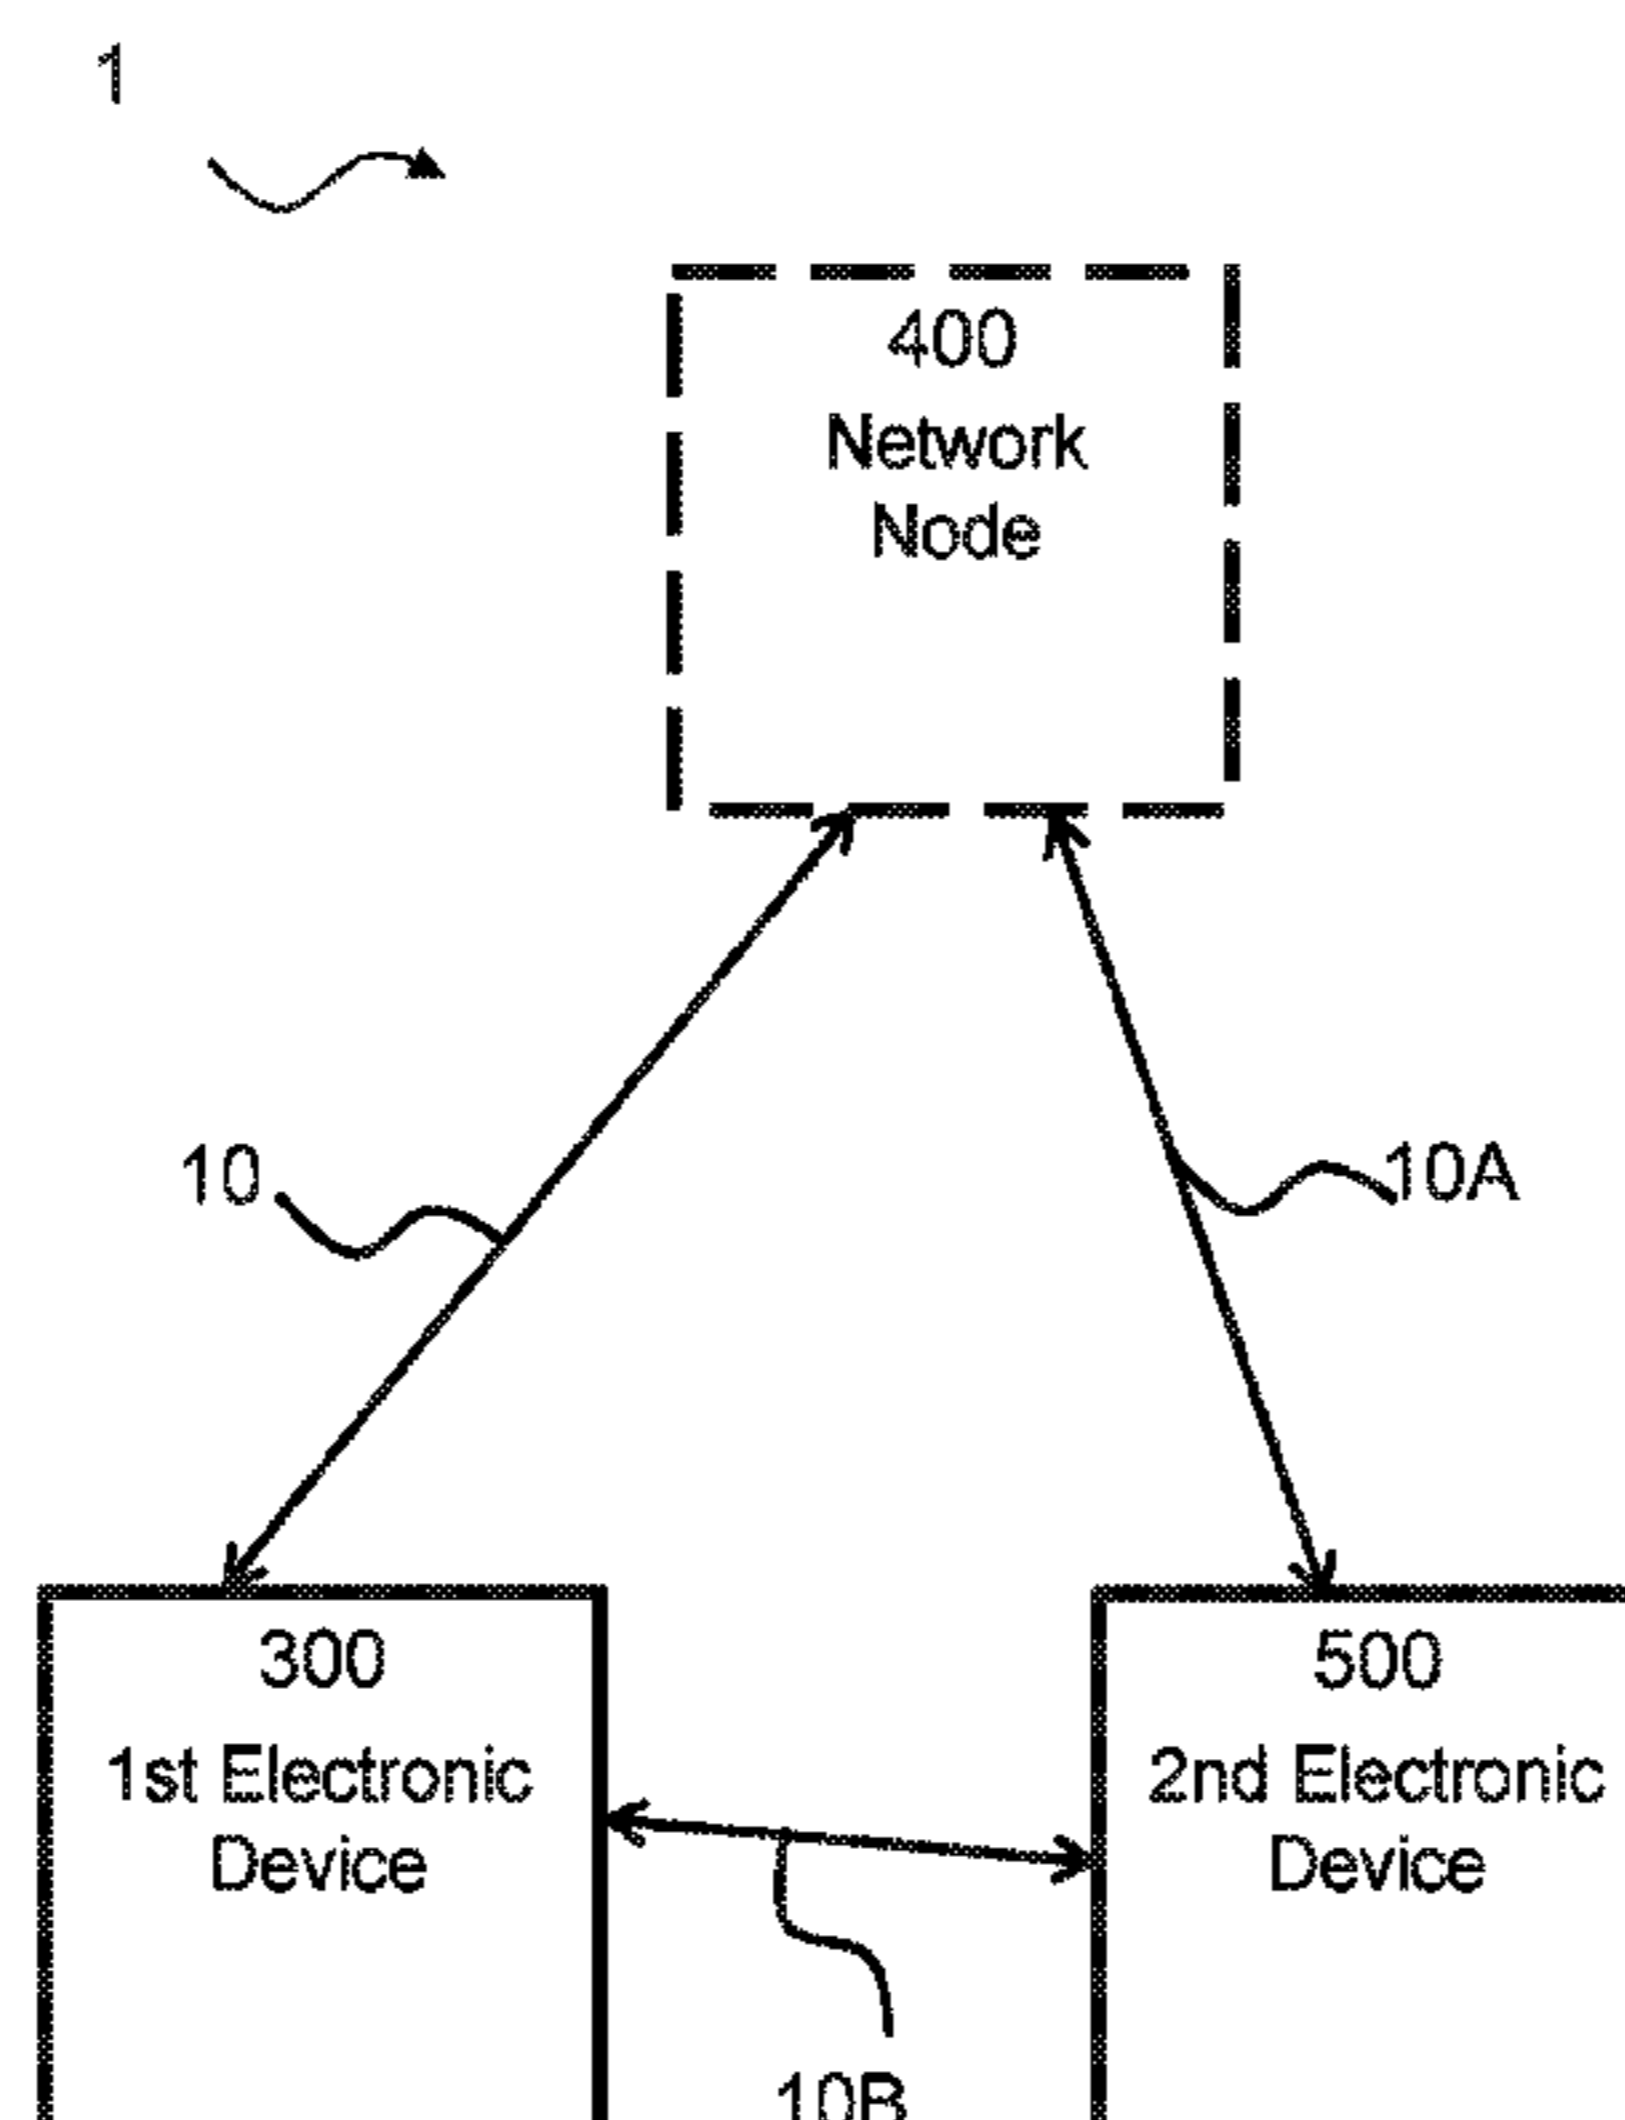 1
400
Network
Node
10
10A
300
1st Electronic
Device
500
2nd Electronic
Device
10B